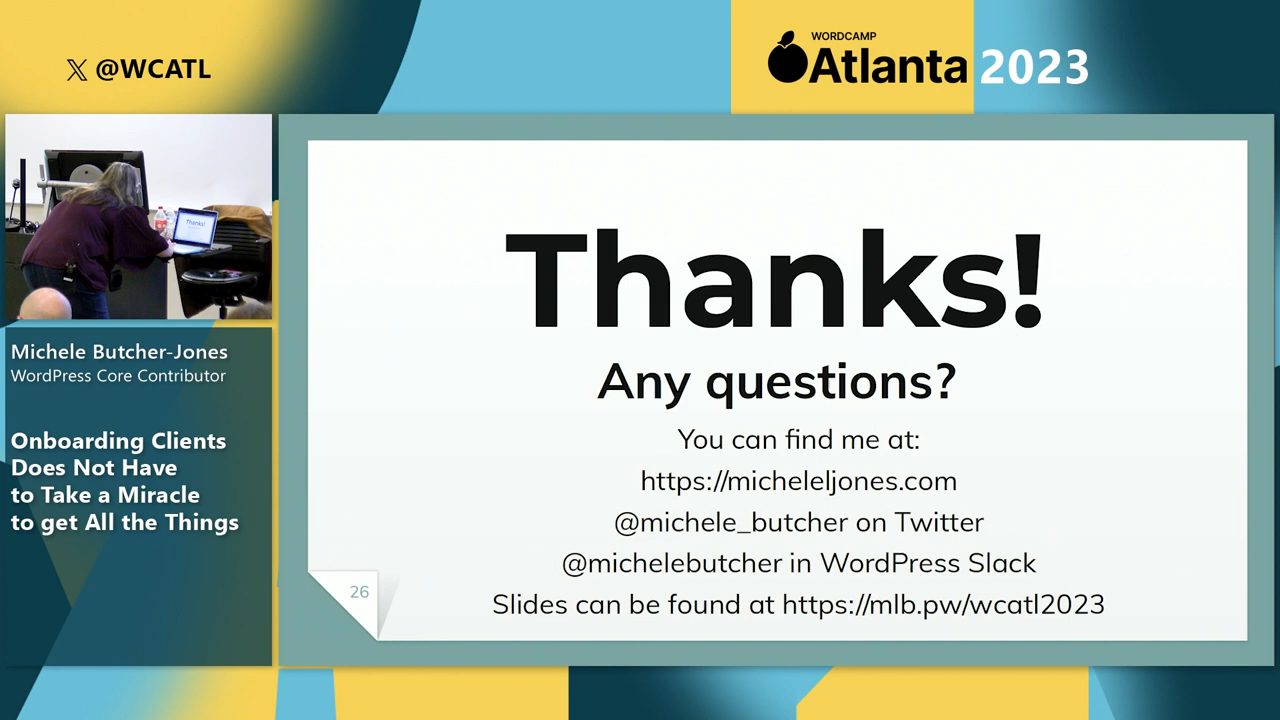 𝕏 @WCATL
WORDCAMP
Atlanta 2023
Thanks!
Michele Butcher-Jones
WordPress Core Contributor
Onboarding Clients
Does Not Have
to Take a Miracle
to get All the Things
Thanks!
Any questions?
You can find me at:
https://micheleljones.com
@michele_butcher on Twitter
@michelebutcher in WordPress Slack
Slides can be found at https://mlb.pw/wcatl2023
26